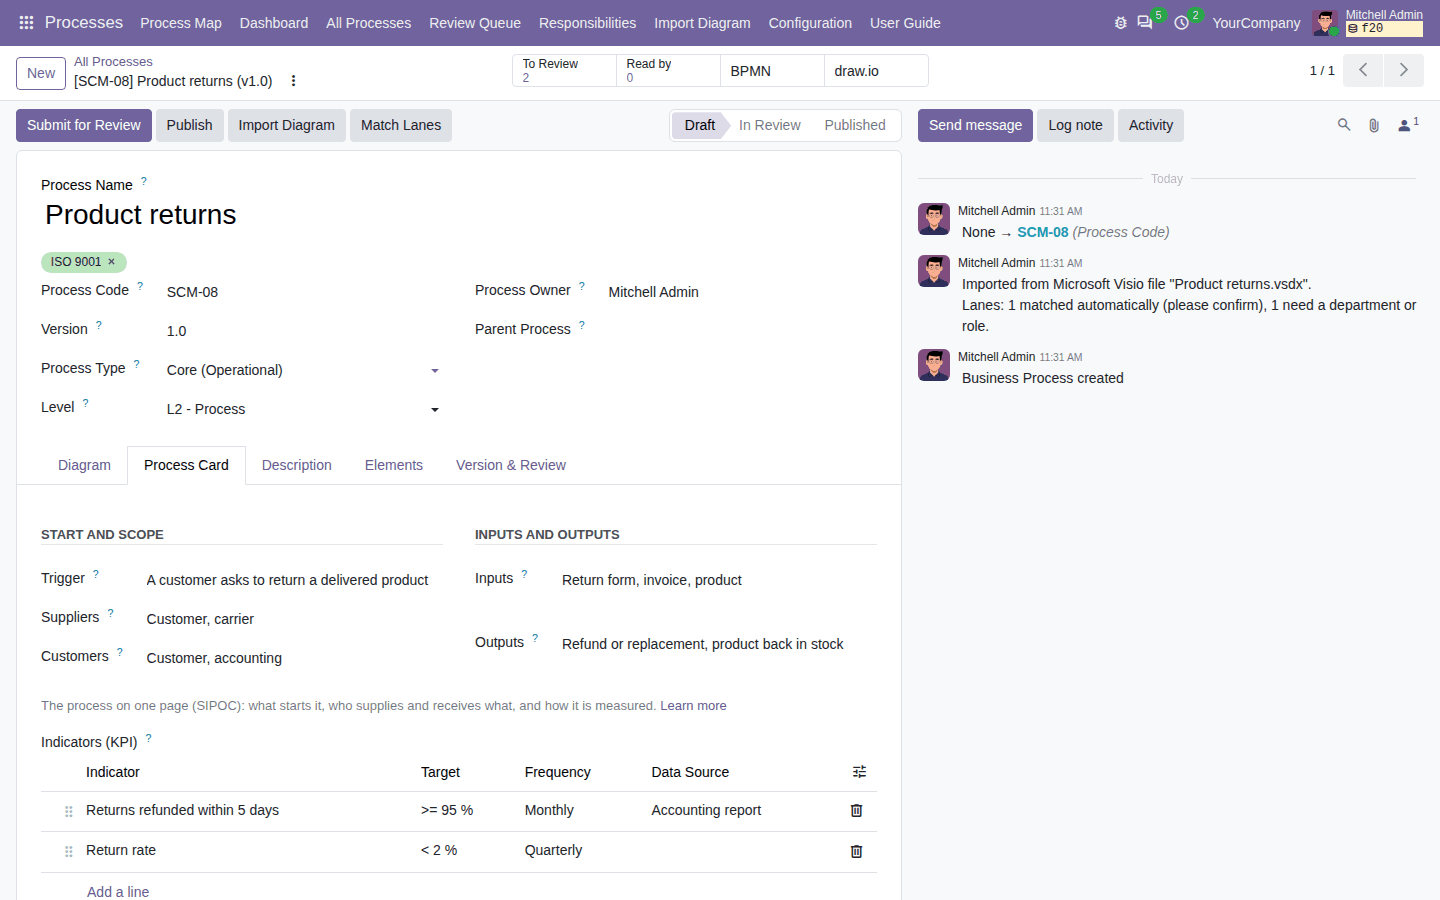 Processes Process Map Dashboard All Processes Review Queue Responsibilities Import Diagram Configuration User Guide 5 2 YourCompany Mitchell Admin
f20
New All Processes
[SCM-08] Product returns (v1.0)
To Review 2 Read by 0 BPMN draw.io
1 / 1
Submit for Review Publish Import Diagram Match Lanes Draft In Review Published
Send message Log note Activity 1
Process Name ?
Product returns
ISO 9001 ×
Process Code ? SCM-08
Process Owner ? Mitchell Admin
Version ? 1.0
Parent Process ?
Process Type ? Core (Operational)
Level ? L2 - Process
Diagram Process Card Description Elements Version & Review
START AND SCOPE
Trigger ? A customer asks to return a delivered product
Suppliers ? Customer, carrier
Customers ? Customer, accounting
INPUTS AND OUTPUTS
Inputs ? Return form, invoice, product
Outputs ? Refund or replacement, product back in stock
The process on one page (SIPOC): what starts it, who supplies and receives what, and how it is measured. Learn more
Indicators (KPI) ?
Indicator Target Frequency Data Source
Returns refunded within 5 days >= 95 % Monthly Accounting report
Return rate < 2 % Quarterly
Add a line
Today
Mitchell Admin 11:31 AM
None → SCM-08 (Process Code)
Mitchell Admin 11:31 AM
Imported from Microsoft Visio file "Product returns.vsdx".
Lanes: 1 matched automatically (please confirm), 1 need a department or
role.
Mitchell Admin 11:31 AM
Business Process created